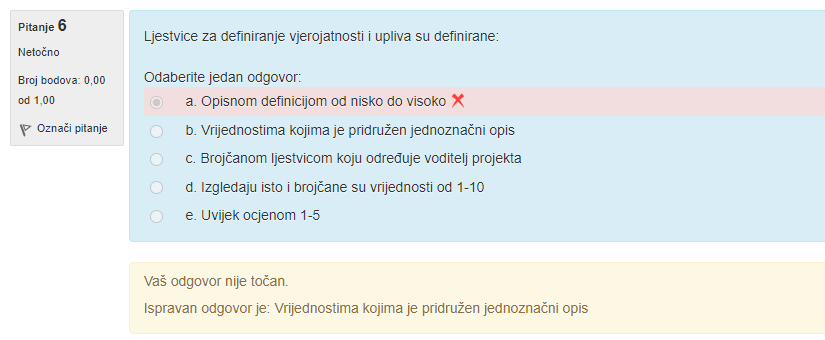 Pitanje 6
Netočno
Broj bodova: 0,00
od 1,00
Označi pitanje
Ljestvice za definiranje vjerojatnosti i upliva su definirane:
Odaberite jedan odgovor:
a. Opisnom definicijom od nisko do visoko
b. Vrijednostima kojima je pridružen jednoznačni opis
c. Brojčanom ljestvicom koju određuje voditelj projekta
d. Izgledaju isto i brojčane su vrijednosti od 1-10
e. Uvijek ocjenom 1-5
Vaš odgovor nije točan.
Ispravan odgovor je: Vrijednostima kojima je pridružen jednoznačni opis